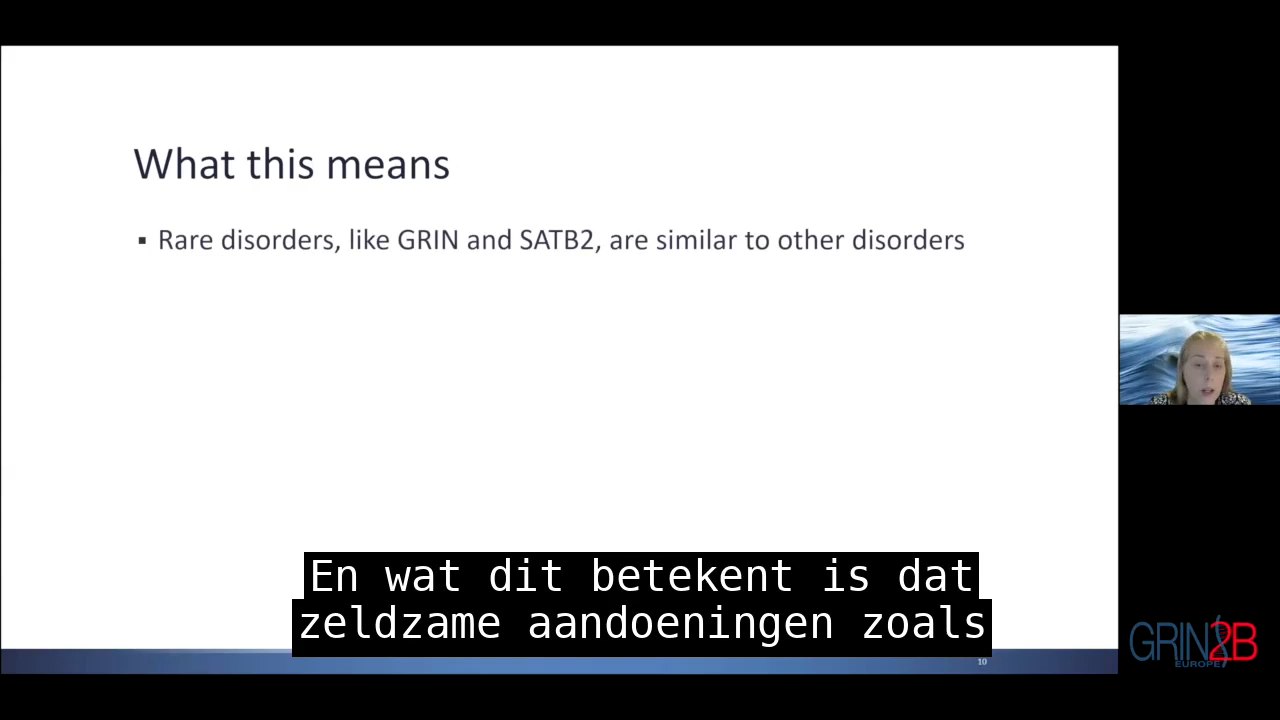 What this means
▪ Rare disorders, like GRIN and SATB2, are similar to other disorders
En wat dit betekent is dat
zeldzame aandoeningen zoals
10
GRIN2B
EUROPE